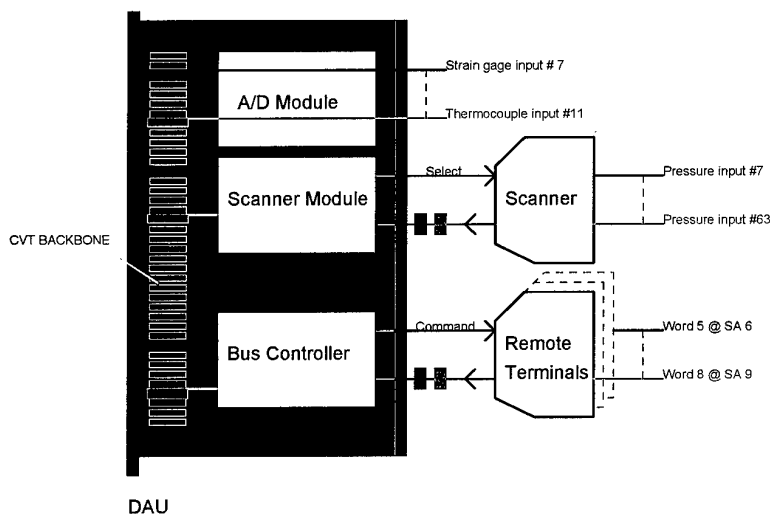 Strain gage input # 7
A/D Module
Thermocouple input #11
Select
Pressure input #7
Scanner Module
Scanner
Pressure input #63
CVT BACKBONE
Command
Word 5 @ SA 6
Bus Controller
Remote
Terminals
Word 8 @ SA 9
DAU